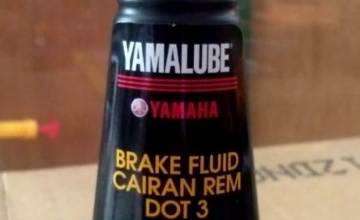 YAMALUBE
YAMAHA
BRAKE FLUID
CAIRAN REM
DOT 3